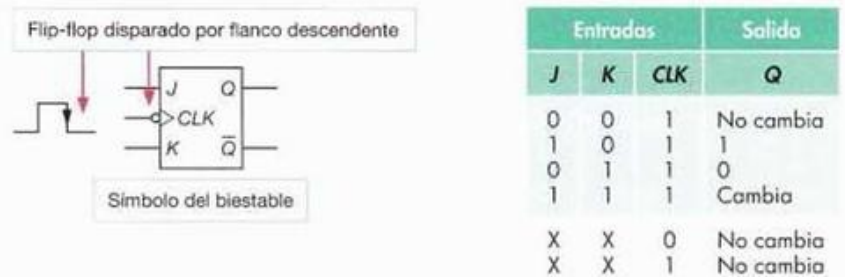 Flip-flop disparado por flanco descendente
J Q
CLK
K Q̅
Símbolo del biestable
Entradas Salida
J K CLK Q
0 0 1 No cambia
1 0 1 1
0 1 1 0
1 1 1 Cambia
X X 0 No cambia
X X 1 No cambia